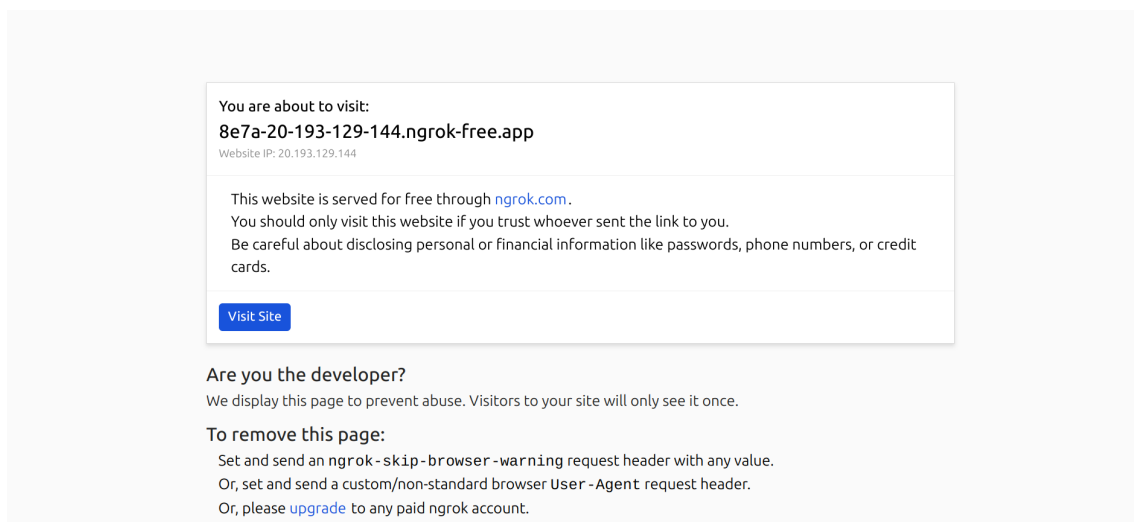 You are about to visit:
8e7a-20-193-129-144.ngrok-free.app
Website IP: 20.193.129.144
This website is served for free through ngrok.com.
You should only visit this website if you trust whoever sent the link to you.
Be careful about disclosing personal or financial information like passwords, phone numbers, or credit
cards.
Visit Site
Are you the developer?
We display this page to prevent abuse. Visitors to your site will only see it once.
To remove this page:
Set and send an ngrok-skip-browser-warning request header with any value.
Or, set and send a custom/non-standard browser User-Agent request header.
Or, please upgrade to any paid ngrok account.